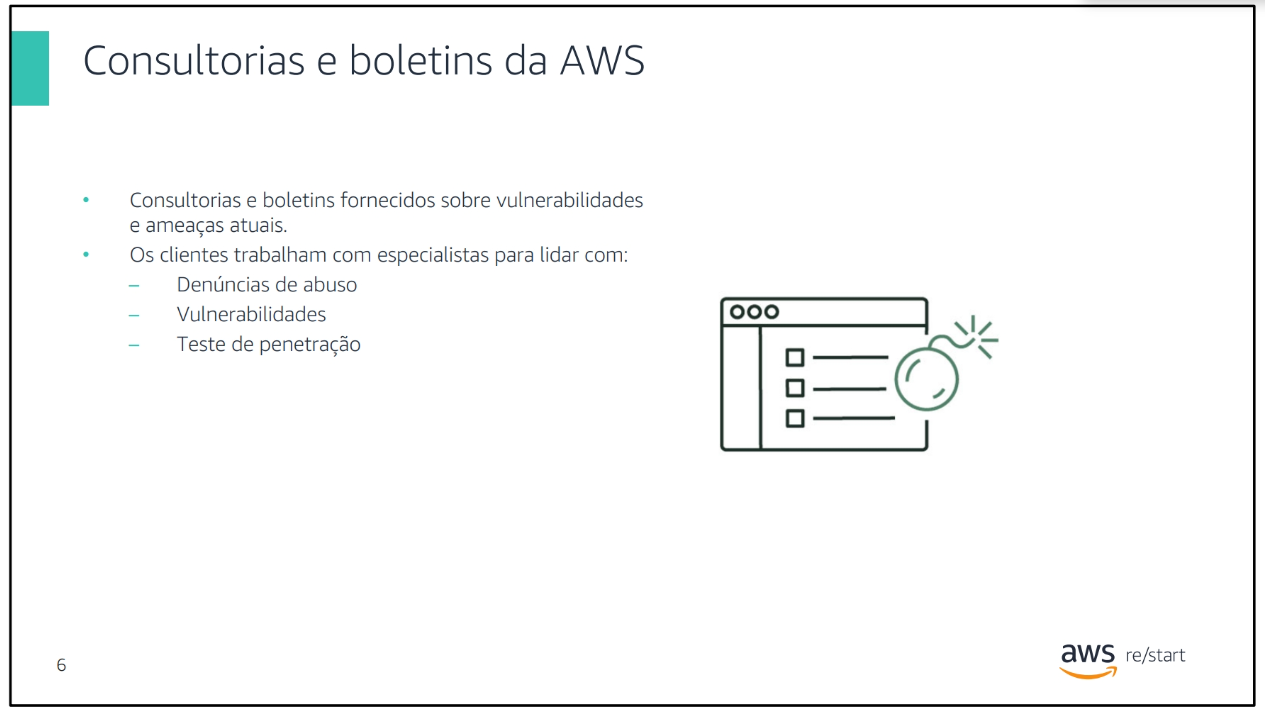 Consultorias e boletins da AWS
• Consultorias e boletins fornecidos sobre vulnerabilidades
e ameaças atuais.
• Os clientes trabalham com especialistas para lidar com:
– Denúncias de abuso
– Vulnerabilidades
– Teste de penetração
6
aws re/start